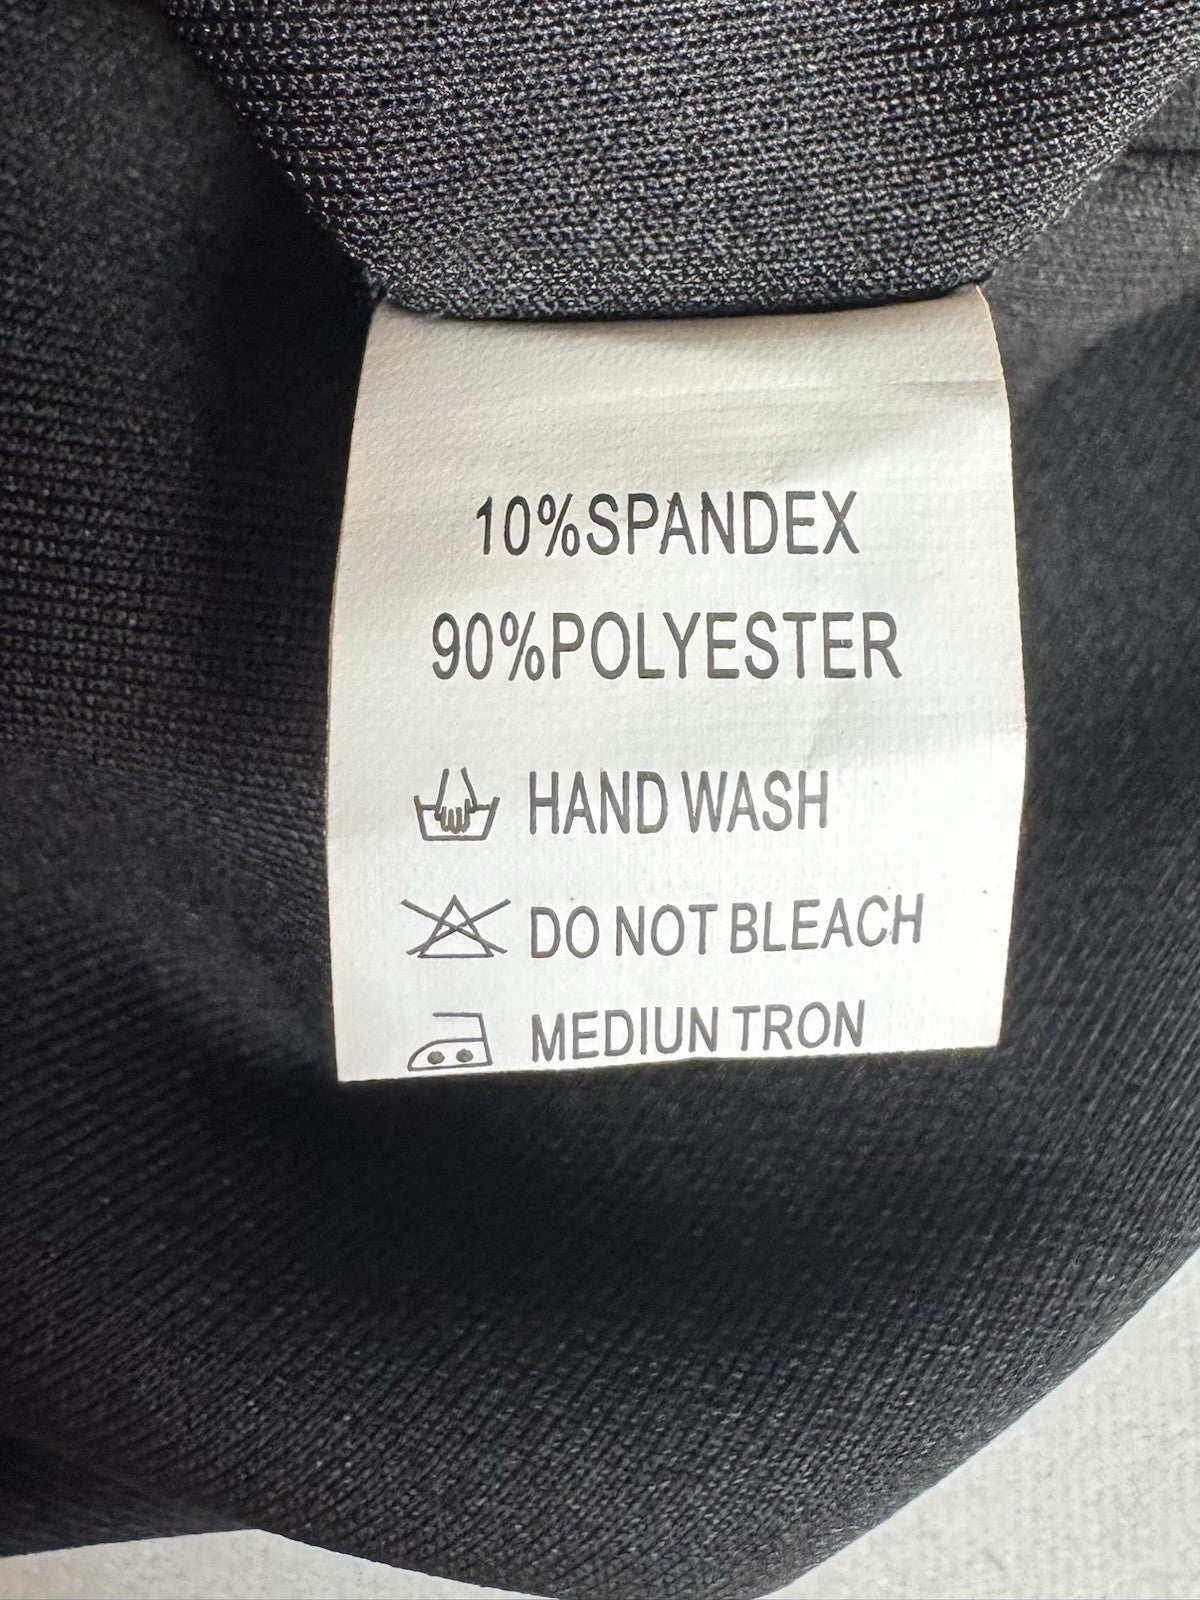 10%SPANDEX
90%POLYESTER
HAND WASH
DO NOT BLEACH
MEDIUN TRON